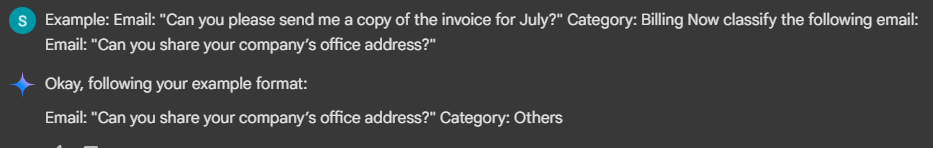 S Example: Email: "Can you please send me a copy of the invoice for July?" Category: Billing Now classify the following email:
Email: "Can you share your company’s office address?"
Okay, following your example format:
Email: "Can you share your company’s office address?" Category: Others